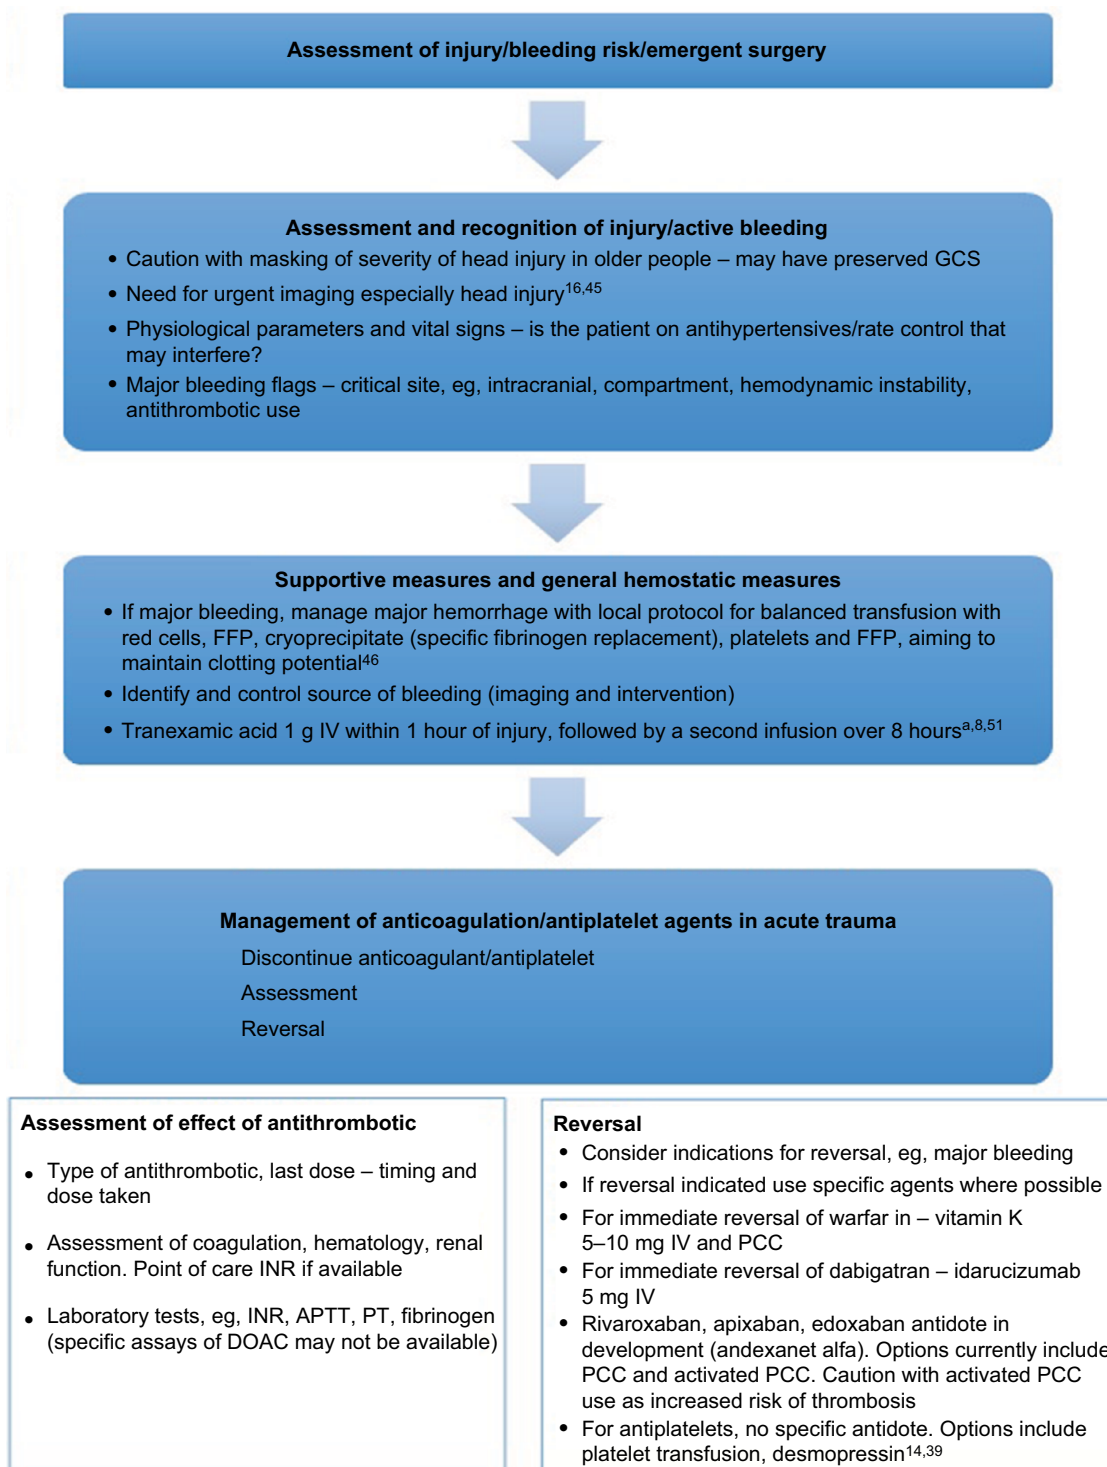 Assessment of injury/bleeding risk/emergent surgery
Assessment and recognition of injury/active bleeding
• Caution with masking of severity of head injury in older people – may have preserved GCS
• Need for urgent imaging especially head injury16,45
• Physiological parameters and vital signs – is the patient on antihypertensives/rate control that
may interfere?
• Major bleeding flags – critical site, eg, intracranial, compartment, hemodynamic instability,
antithrombotic use
Supportive measures and general hemostatic measures
• If major bleeding, manage major hemorrhage with local protocol for balanced transfusion with
red cells, FFP, cryoprecipitate (specific fibrinogen replacement), platelets and FFP, aiming to
maintain clotting potential46
• Identify and control source of bleeding (imaging and intervention)
• Tranexamic acid 1 g IV within 1 hour of injury, followed by a second infusion over 8 hoursa,8,51
Management of anticoagulation/antiplatelet agents in acute trauma
Discontinue anticoagulant/antiplatelet
Assessment
Reversal
Assessment of effect of antithrombotic
• Type of antithrombotic, last dose – timing and
dose taken
• Assessment of coagulation, hematology, renal
function. Point of care INR if available
• Laboratory tests, eg, INR, APTT, PT, fibrinogen
(specific assays of DOAC may not be available)
Reversal
• Consider indications for reversal, eg, major bleeding
• If reversal indicated use specific agents where possible
• For immediate reversal of warfar in – vitamin K
5–10 mg IV and PCC
• For immediate reversal of dabigatran – idarucizumab
5 mg IV
• Rivaroxaban, apixaban, edoxaban antidote in
development (andexanet alfa). Options currently include
PCC and activated PCC. Caution with activated PCC
use as increased risk of thrombosis
• For antiplatelets, no specific antidote. Options include
platelet transfusion, desmopressin14,39